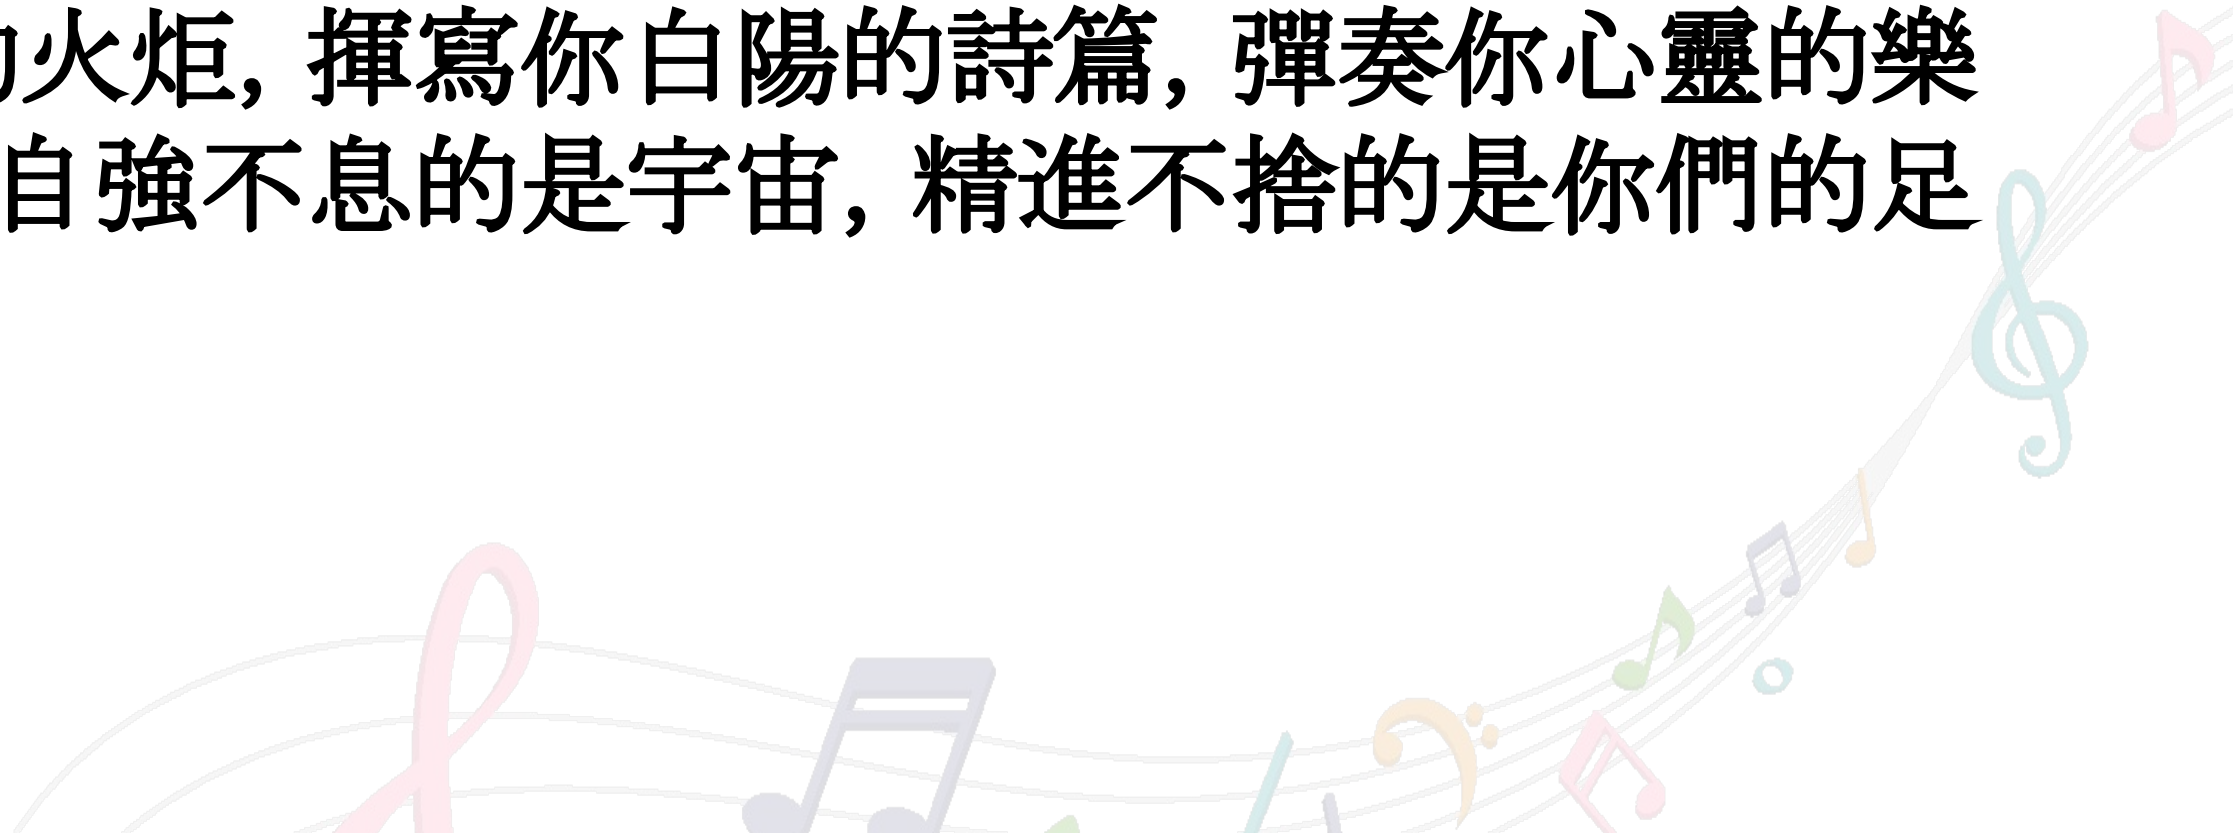 火炬, 揮寫你白陽的詩篇, 彈奏你心靈的樂
自強不息的是宇宙, 精進不捨的是你們的足